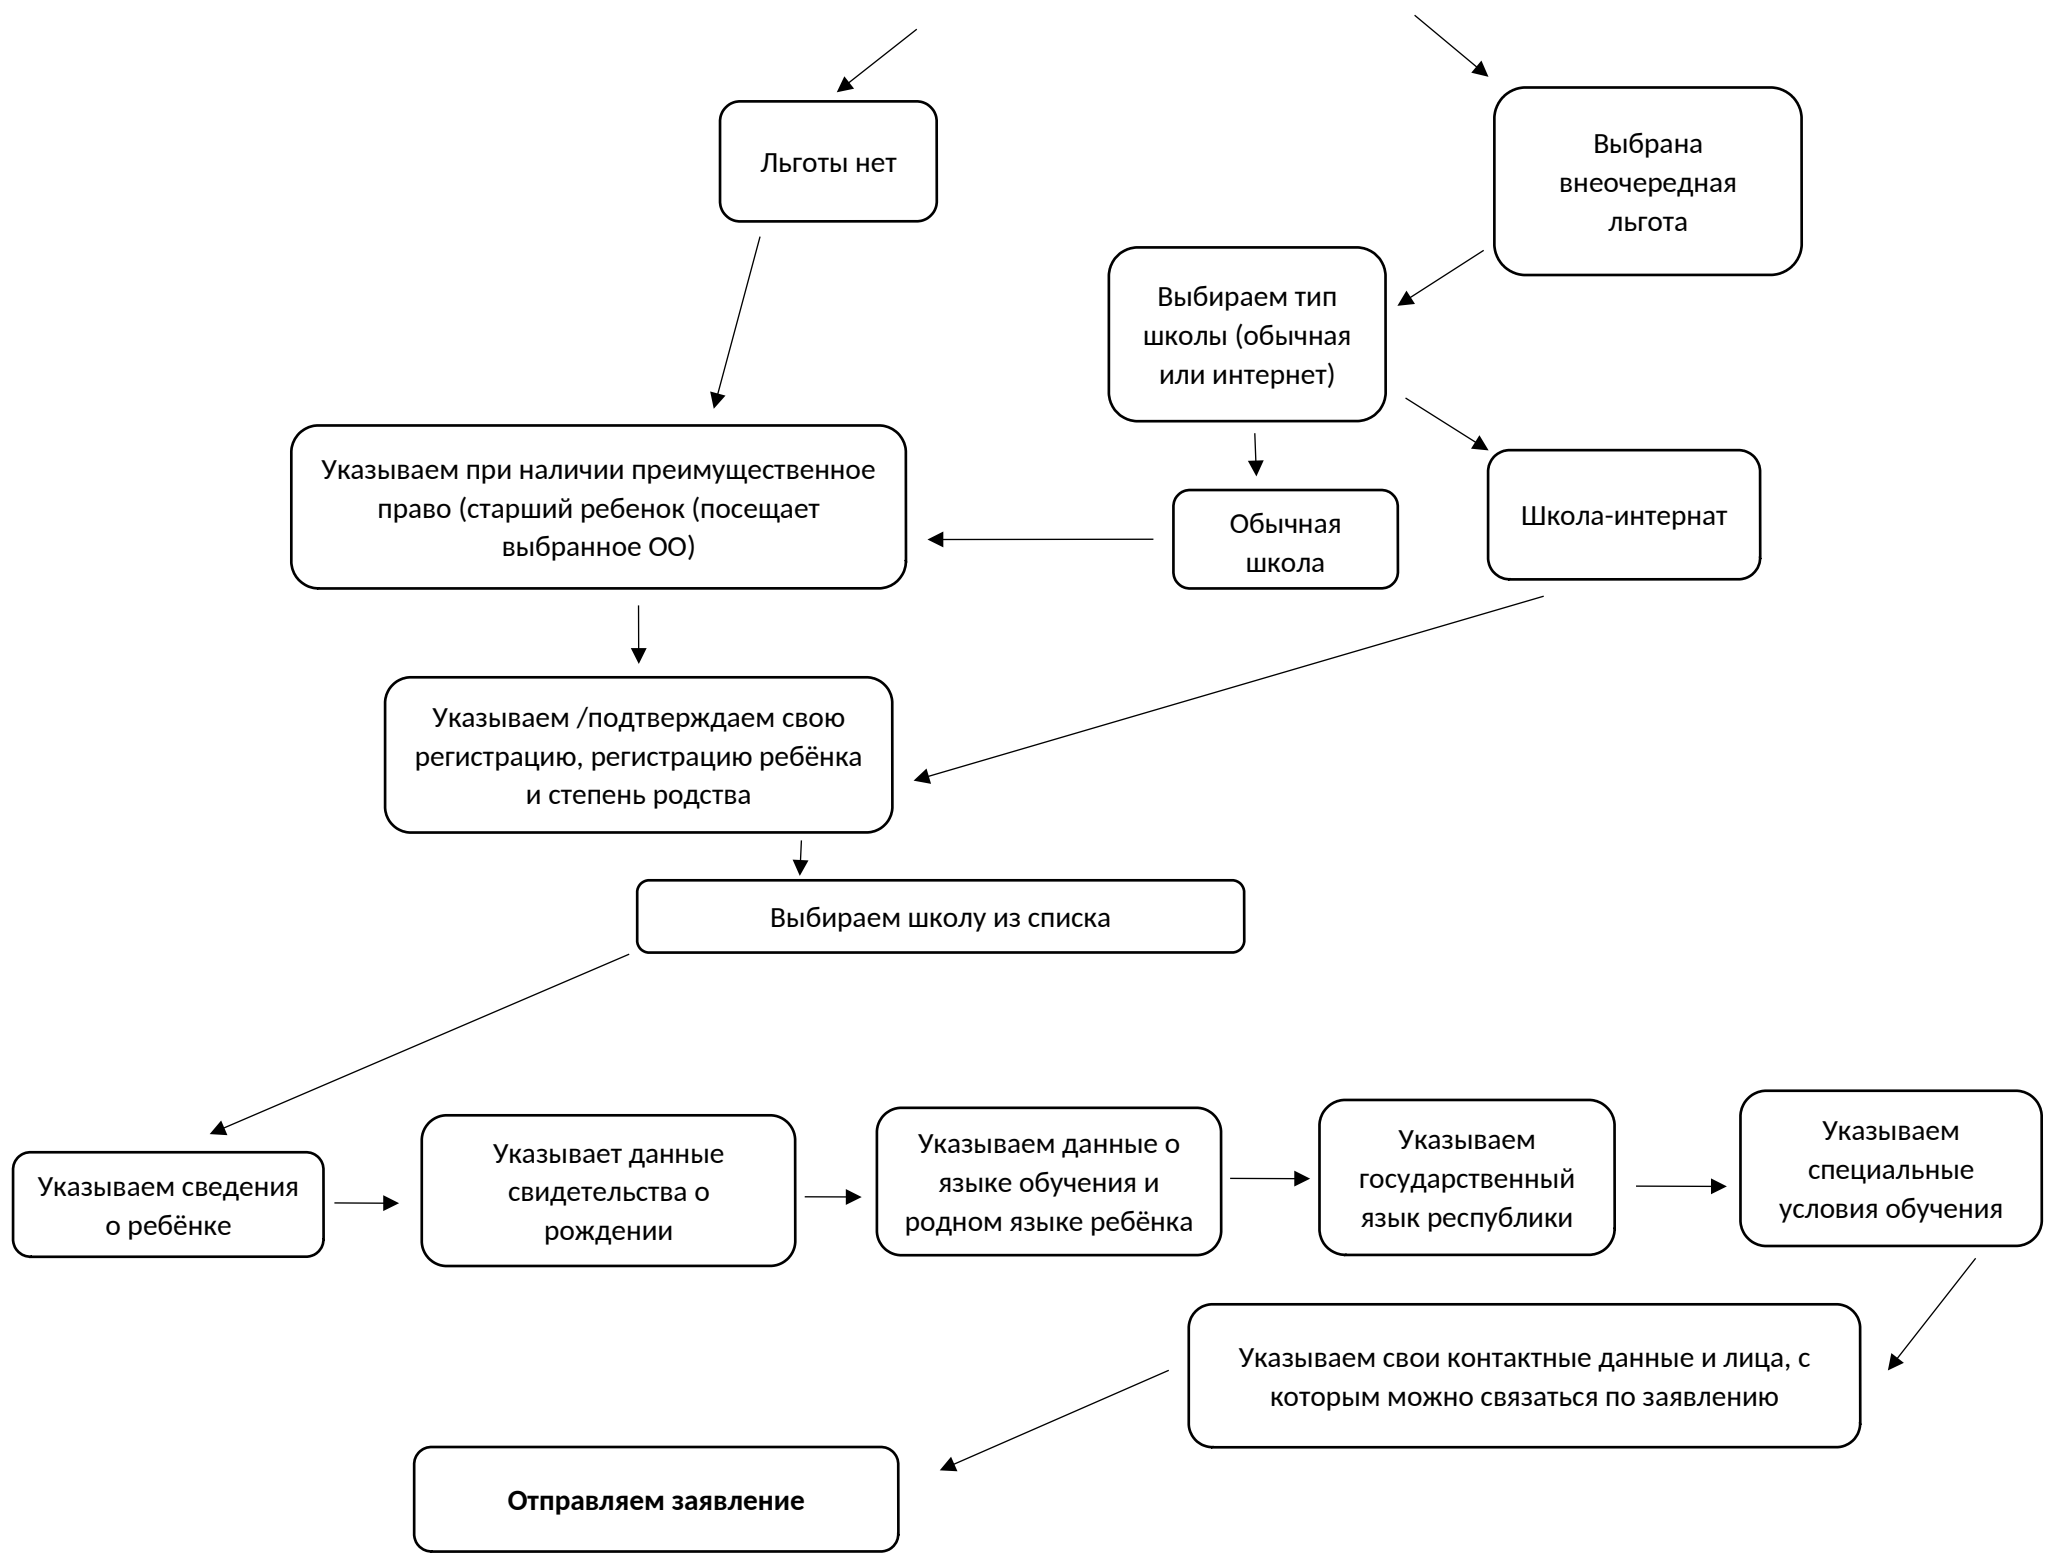 Льготы нет
Выбрана
внеочередная
льгота
Выбираем тип
школы (обычная
или интернет)
Указываем при наличии преимущественное
право (старший ребенок (посещает
выбранное ОО)
Обычная
школа
Школа-интернат
Указываем /подтверждаем свою
регистрацию, регистрацию ребёнка
и степень родства
Выбираем школу из списка
Указываем сведения
о ребёнке
Указывает данные
свидетельства о
рождении
Указываем данные о
языке обучения и
родном языке ребёнка
Указываем
государственный
язык республики
Указываем
специальные
условия обучения
Указываем свои контактные данные и лица, с
которым можно связаться по заявлению
Отправляем заявление